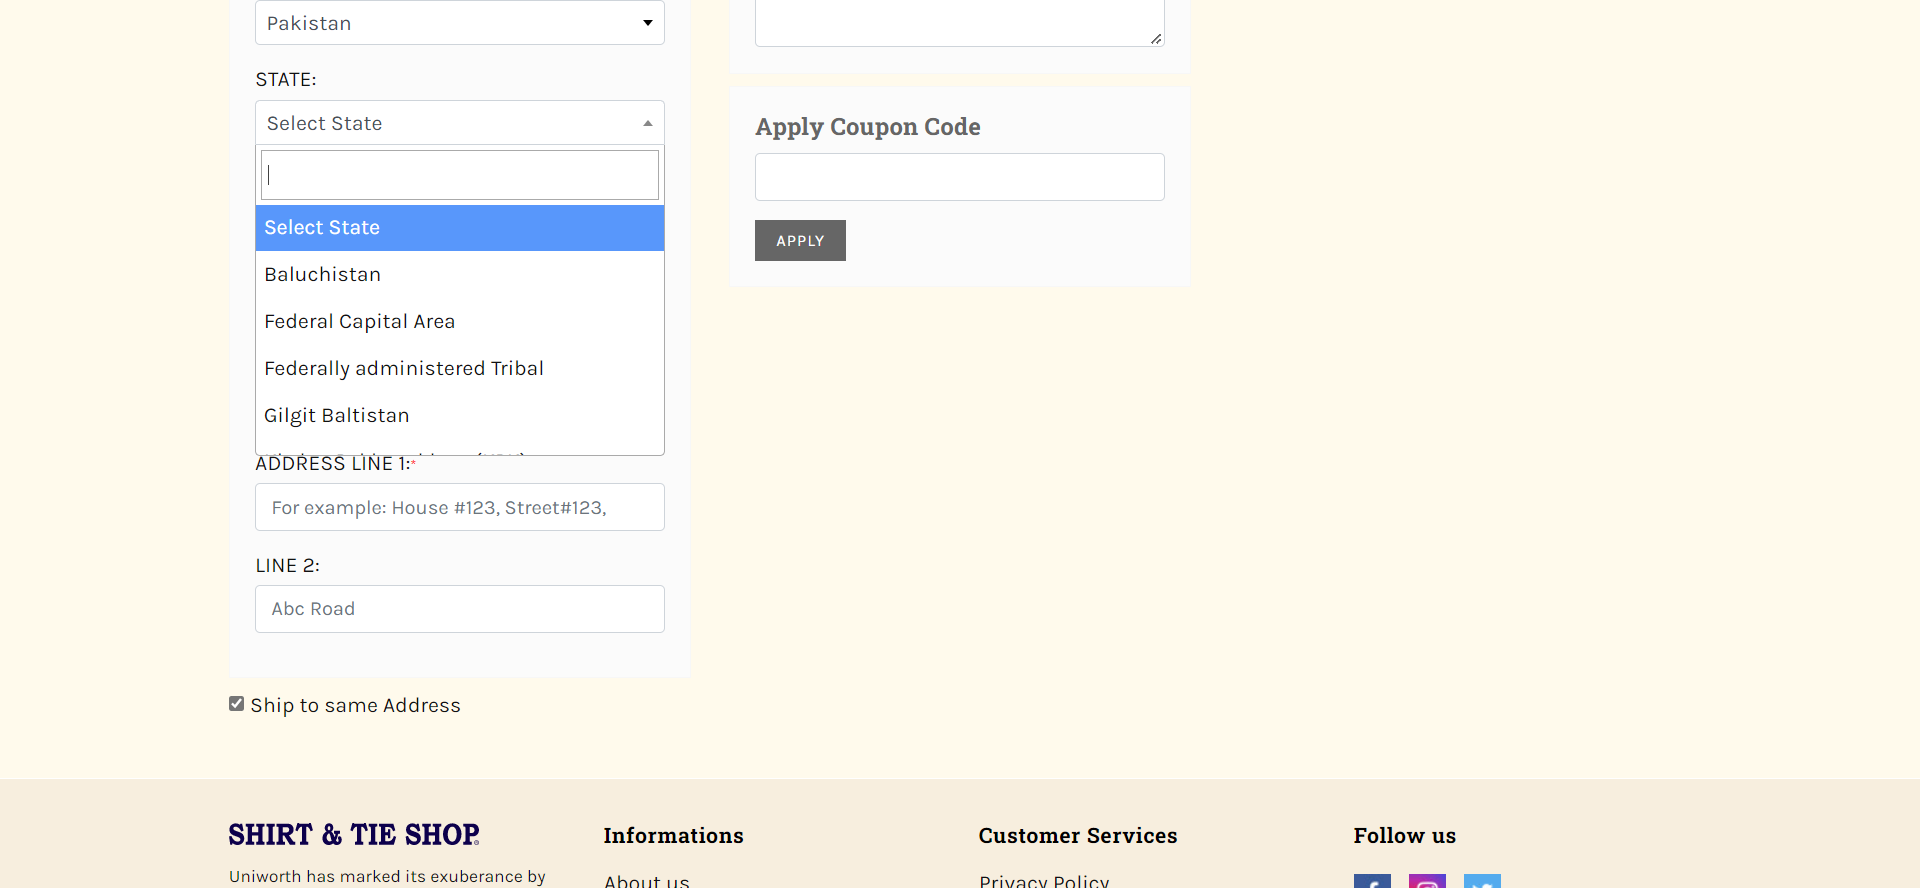 Pakistan
STATE:
Select State
Select State
Baluchistan
Federal Capital Area
Federally administered Tribal
Gilgit Baltistan
ADDRESS LINE 1:*
For example: House #123, Street#123,
LINE 2:
Abc Road
Ship to same Address
Apply Coupon Code
APPLY
SHIRT & TIE SHOP
Uniworth has marked its exuberance by
Informations
About us
Customer Services
Privacy Policy
Follow us